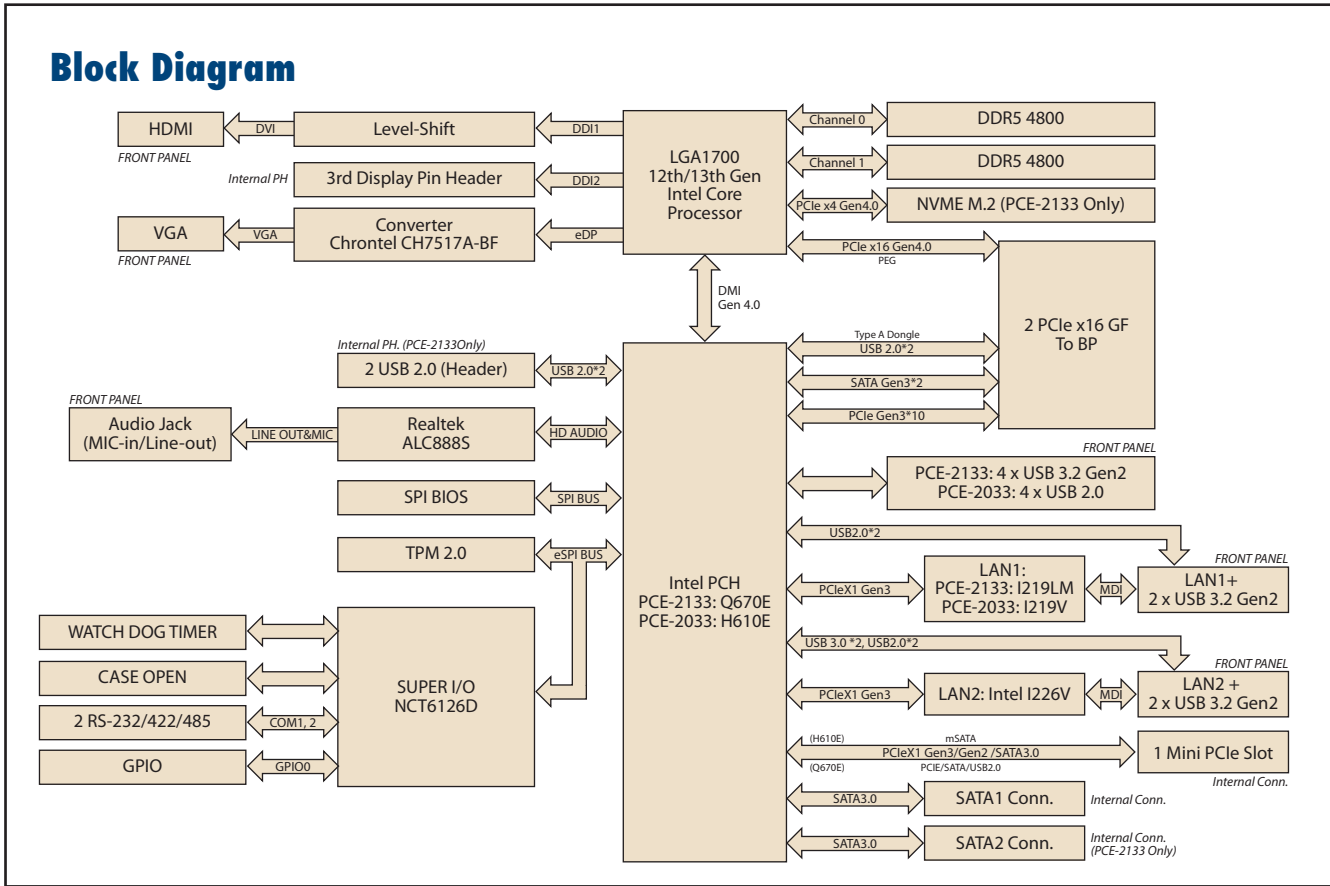 Block Diagram
HDMI
FRONT PANEL
DVI
Level-Shift
DDI1
Internal PH
3rd Display Pin Header
DDI2
VGA
FRONT PANEL
VGA
Converter
Chrontel CH7517A-BF
eDP
LGA1700
12th/13th Gen
Intel Core
Processor
Channel 0
DDR5 4800
Channel 1
DDR5 4800
PCIe x4 Gen4.0
NVME M.2 (PCE-2133 Only)
PCIe x16 Gen4.0
PEG
DMI
Gen 4.0
2 PCIe x16 GF
To BP
Type A Dongle
USB 2.0*2
SATA Gen3*2
PCIe Gen3*10
Internal PH. (PCE-2133Only)
2 USB 2.0 (Header)
USB 2.0*2
FRONT PANEL
Audio Jack
(MIC-in/Line-out)
LINE OUT&MIC
Realtek
ALC888S
HD AUDIO
SPI BIOS
SPI BUS
TPM 2.0
eSPI BUS
WATCH DOG TIMER
CASE OPEN
2 RS-232/422/485
COM1, 2
GPIO
GPIO0
SUPER I/O
NCT6126D
Intel PCH
PCE-2133: Q670E
PCE-2033: H610E
FRONT PANEL
PCE-2133: 4 x USB 3.2 Gen2
PCE-2033: 4 x USB 2.0
USB2.0*2
FRONT PANEL
PCIeX1 Gen3
LAN1:
PCE-2133: I219LM
PCE-2033: I219V
MDI
LAN1+
2 x USB 3.2 Gen2
USB 3.0 *2, USB2.0*2
FRONT PANEL
PCIeX1 Gen3
LAN2: Intel I226V
MDI
LAN2 +
2 x USB 3.2 Gen2
(H610E) mSATA
PCIeX1 Gen3/Gen2 /SATA3.0
(Q670E) PCIE/SATA/USB2.0
1 Mini PCIe Slot
Internal Conn.
SATA3.0
SATA1 Conn.
Internal Conn.
SATA3.0
SATA2 Conn.
Internal Conn.
(PCE-2133 Only)